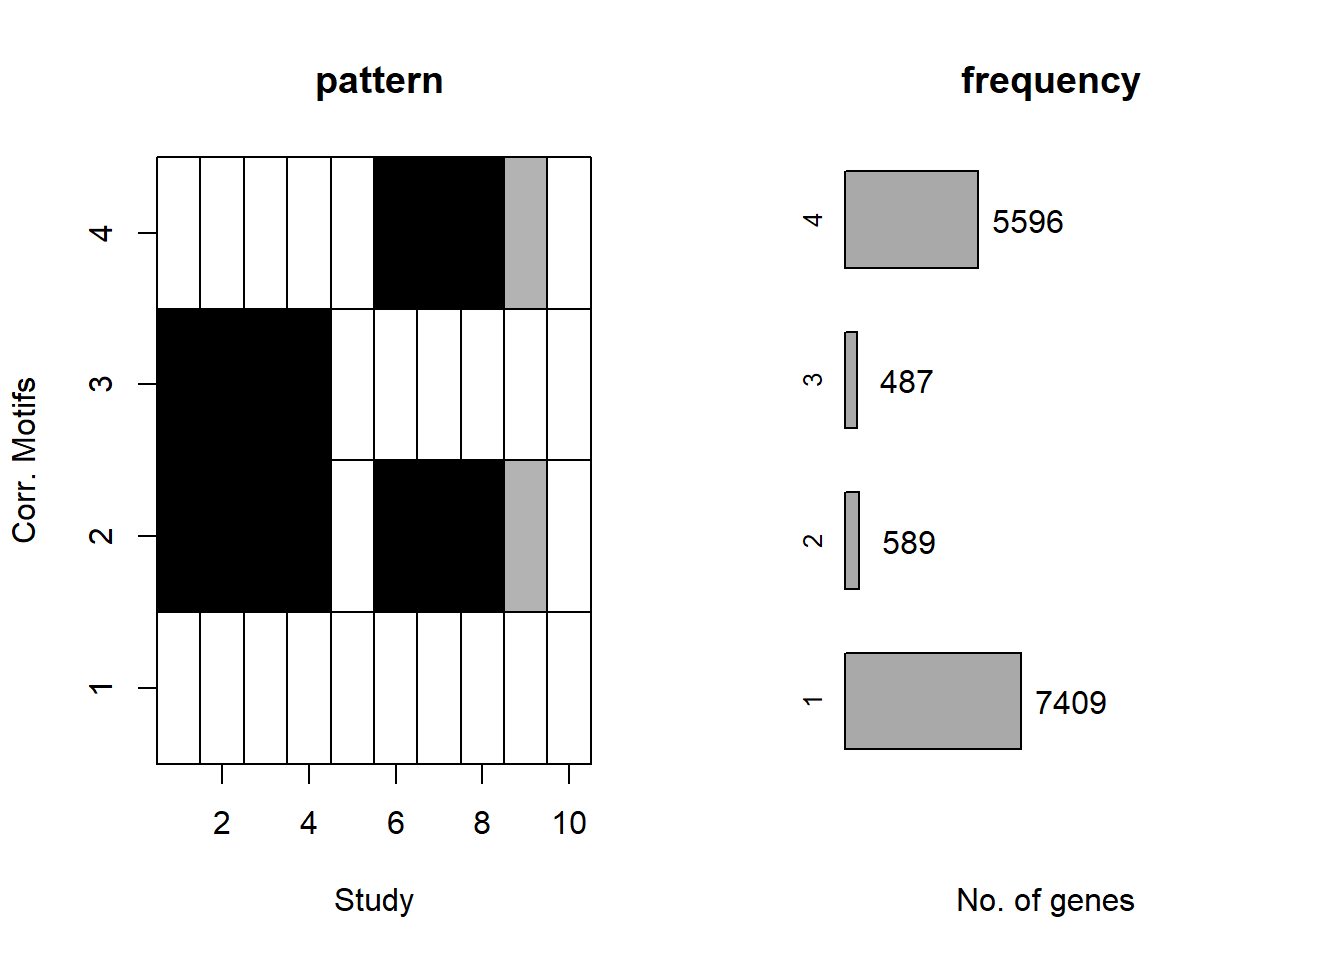 pattern
Corr. Motifs
4
3
2
1
2 4 6 8 10
Study
frequency
4 5596
3 487
2 589
1 7409
No. of genes